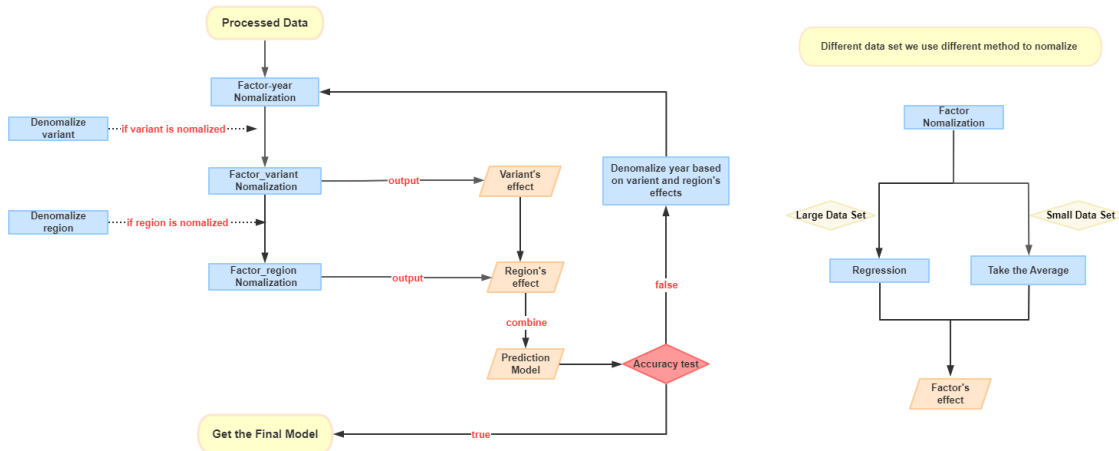 Processed Data
Factor-year
Nomalization
Denomalize
variant
if variant is nomalized
Factor_variant
Nomalization
output
Variant's
effect
Denomalize
region
if region is nomalized
Factor_region
Nomalization
output
Region's
effect
combine
Prediction
Model
Accuracy test
false
Denomalize year based
on varient and region's
effects
true
Get the Final Model
Different data set we use different method to nomalize
Factor
Nomalization
Large Data Set
Small Data Set
Regression
Take the Average
Factor's
effect